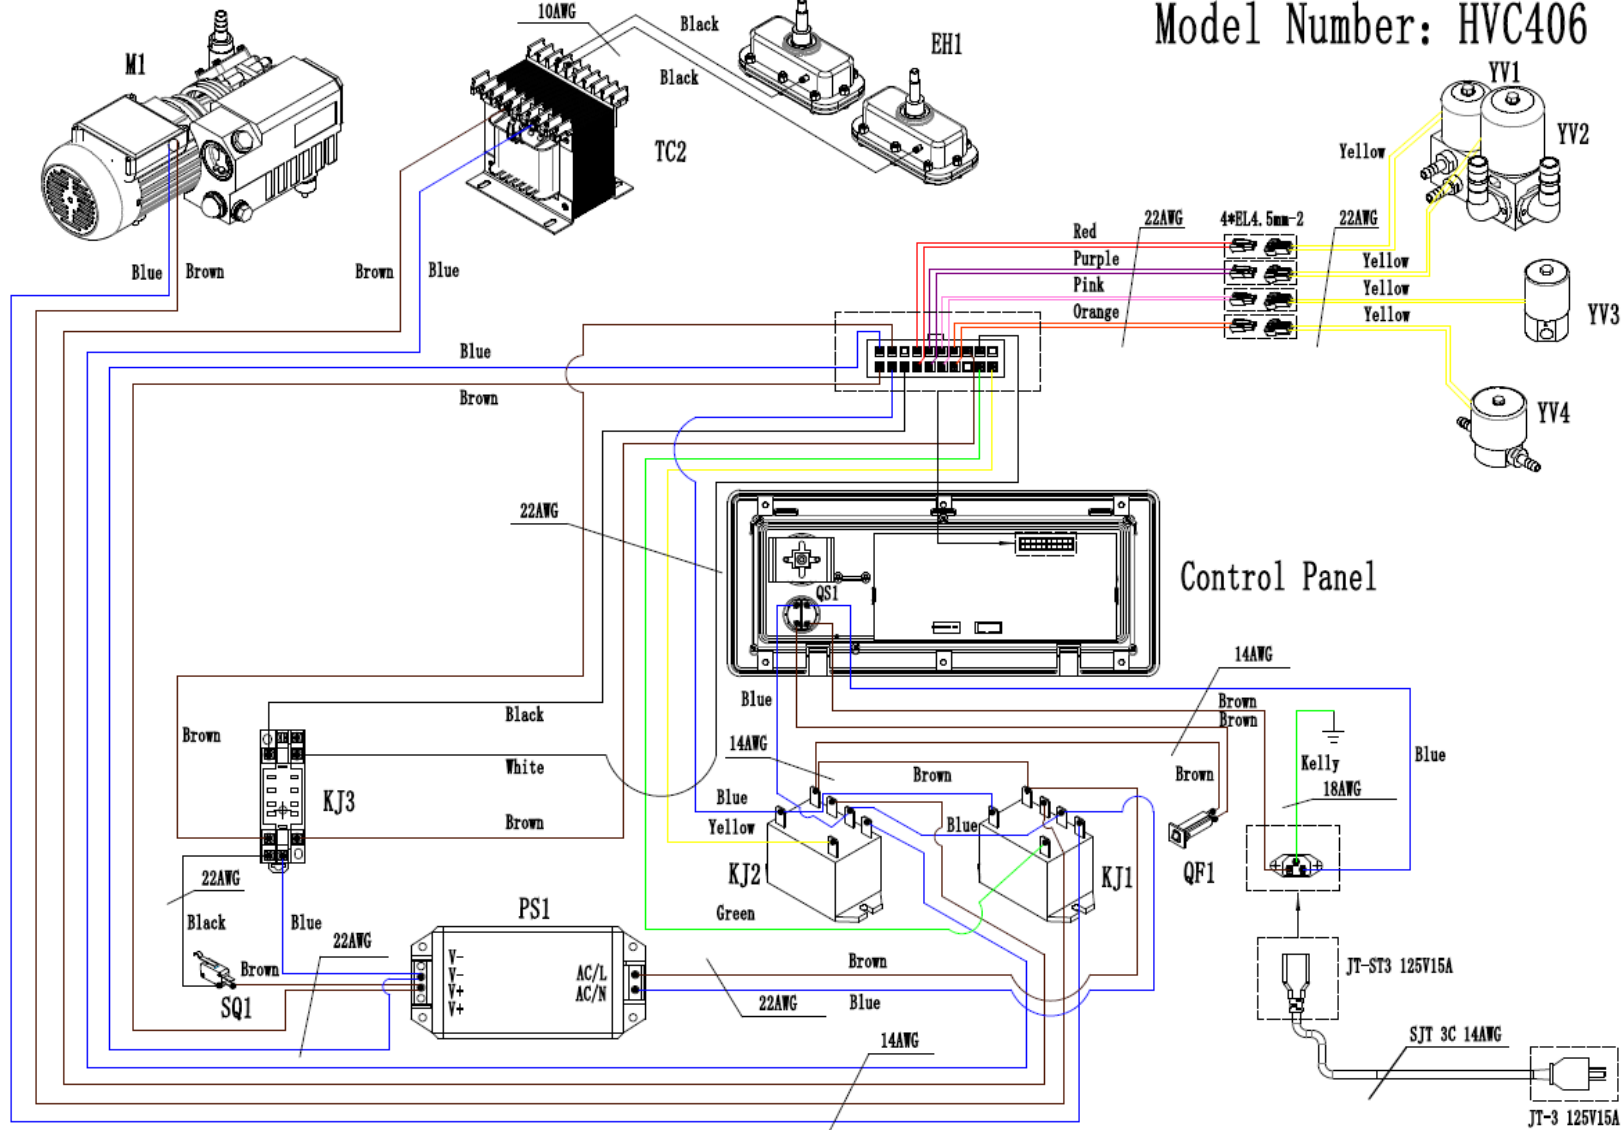 Model Number: HVC406
10AWG
Black
EH1
M1
Black
YV1
YV2
TC2
Yellow
22AWG
4*EL4.5mm-2
22AWG
Red
Purple
Yellow
Blue
Brown
Brown
Blue
Pink
Yellow
Orange
Yellow
YV3
Blue
Brown
YV4
22AWG
Control Panel
QS1
14AWG
Blue
Brown
Brown
Black
Brown
14AWG
Blue
White
Brown
Brown
Kelly
KJ3
Blue
18AWG
Brown
Yellow
Blue
KJ2
KJ1
QF1
22AWG
PS1
Green
Black
Blue
22AWG
V-
V-
V+
V+
AC/L
AC/N
Brown
Brown
JT-ST3 125V15A
SQ1
22AWG
Blue
14AWG
SJT 3C 14AWG
JT-3 125V15A